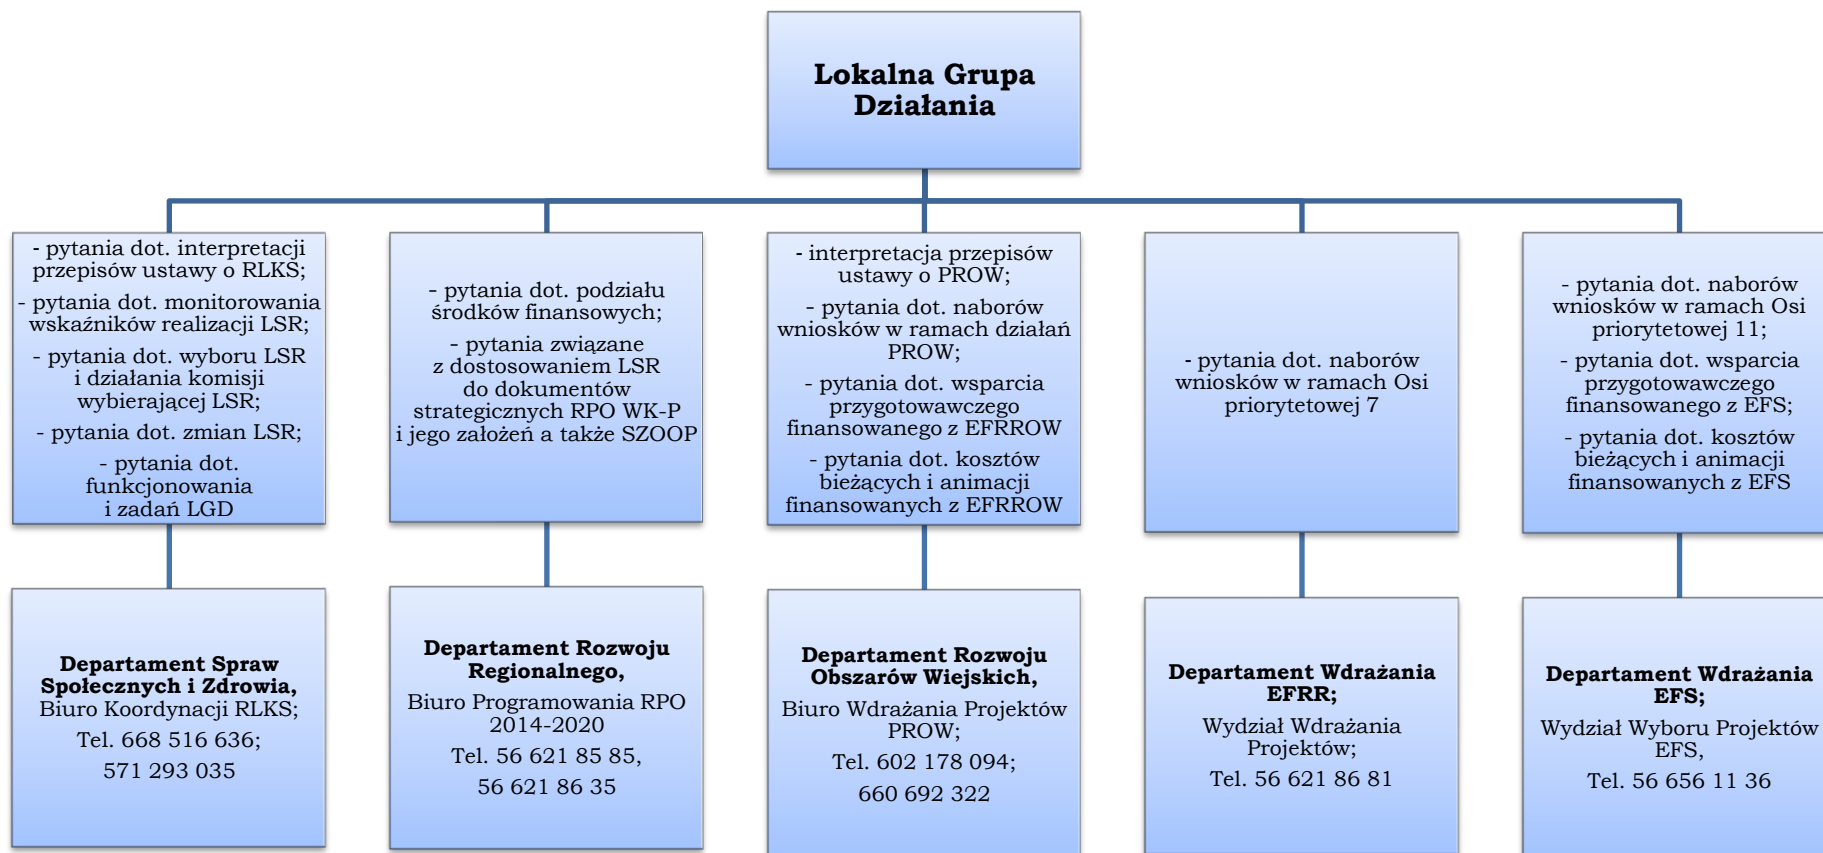 Lokalna Grupa
Działania
- pytania dot. interpretacji
przepisów ustawy o RLKS;
- pytania dot. monitorowania
wskaźników realizacji LSR;
- pytania dot. wyboru LSR
i działania komisji
wybierającej LSR;
- pytania dot. zmian LSR;
- pytania dot.
funkcjonowania
i zadań LGD
- pytania dot. podziału
środków finansowych;
- pytania związane
z dostosowaniem LSR
do dokumentów
strategicznych RPO WK-P
i jego założeń a także SZOOP
- interpretacja przepisów
ustawy o PROW;
- pytania dot. naborów
wniosków w ramach działań
PROW;
- pytania dot. wsparcia
przygotowawczego
finansowanego z EFRROW
- pytania dot. kosztów
bieżących i animacji
finansowanych z EFRROW
- pytania dot. naborów
wniosków w ramach Osi
priorytetowej 7
- pytania dot. naborów
wniosków w ramach Osi
priorytetowej 11;
- pytania dot. wsparcia
przygotowawczego
finansowanego z EFS;
- pytania dot. kosztów
bieżących i animacji
finansowanych z EFS
Departament Spraw
Społecznych i Zdrowia,
Biuro Koordynacji RLKS;
Tel. 668 516 636;
571 293 035
Departament Rozwoju
Regionalnego,
Biuro Programowania RPO
2014-2020
Tel. 56 621 85 85,
56 621 86 35
Departament Rozwoju
Obszarów Wiejskich,
Biuro Wdrażania Projektów
PROW;
Tel. 602 178 094;
660 692 322
Departament Wdrażania
EFRR;
Wydział Wdrażania
Projektów;
Tel. 56 621 86 81
Departament Wdrażania
EFS;
Wydział Wyboru Projektów
EFS,
Tel. 56 656 11 36